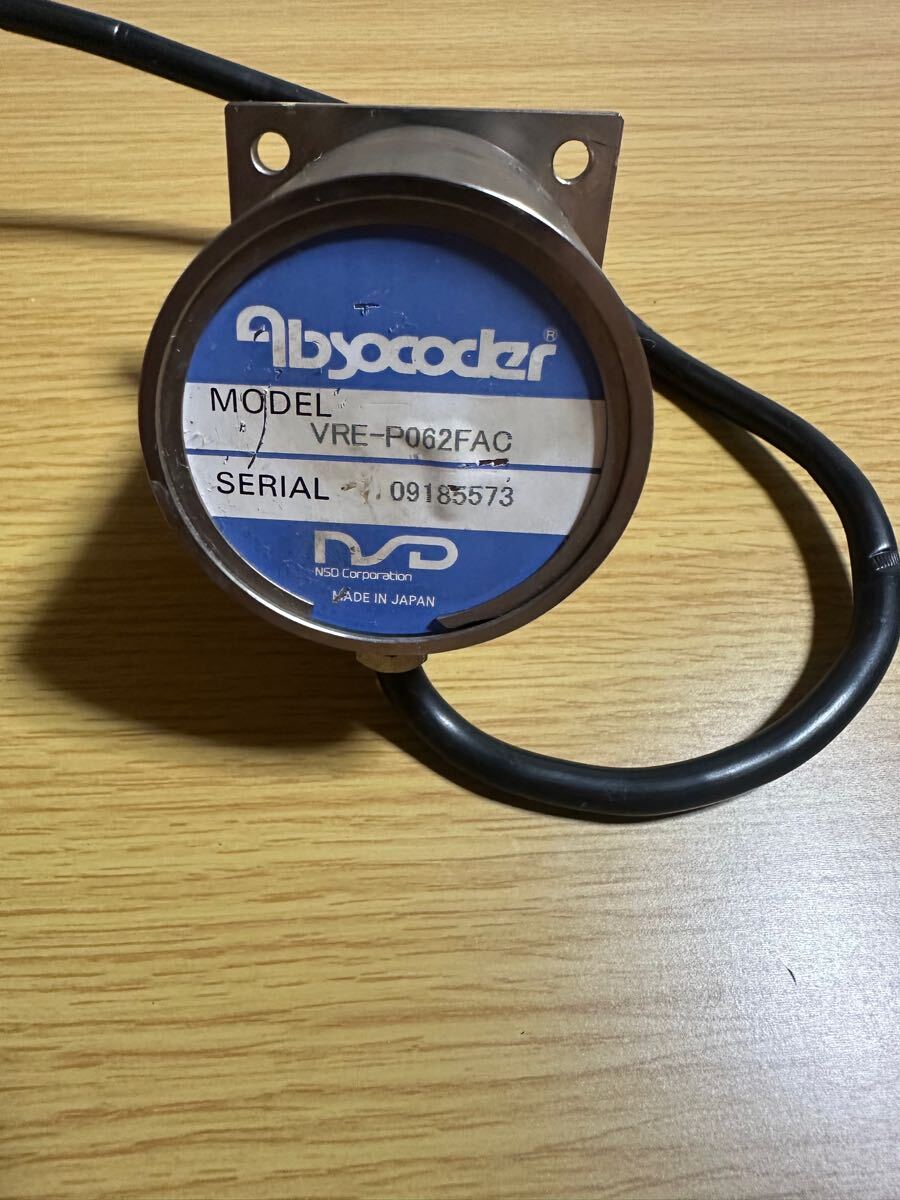 Absocoder®
MODEL
VRE-P062FAC
SERIAL 09185573
NSD
NSD Corporation
MADE IN JAPAN